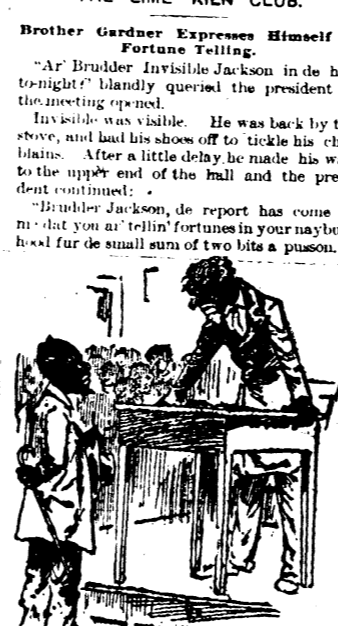 THE LIME KILN CLUB.
Brother Gardner Expresses Himself
Fortune Telling.
"Ar' Brudder Invisible Jackson in de h
to-night?" blandly queried the president
the meeting opened.
Invisible was visible. He was back by t
stove, and had his shoes off to tickle his ch
blains. After a little delay, he made his w
to the upper end of the hall and the pre
dent continued:
"Brudder Jackson, de report has come
m dat you ar' tellin' fortunes in your naybu
hood fur de small sum of two bits a pusson.